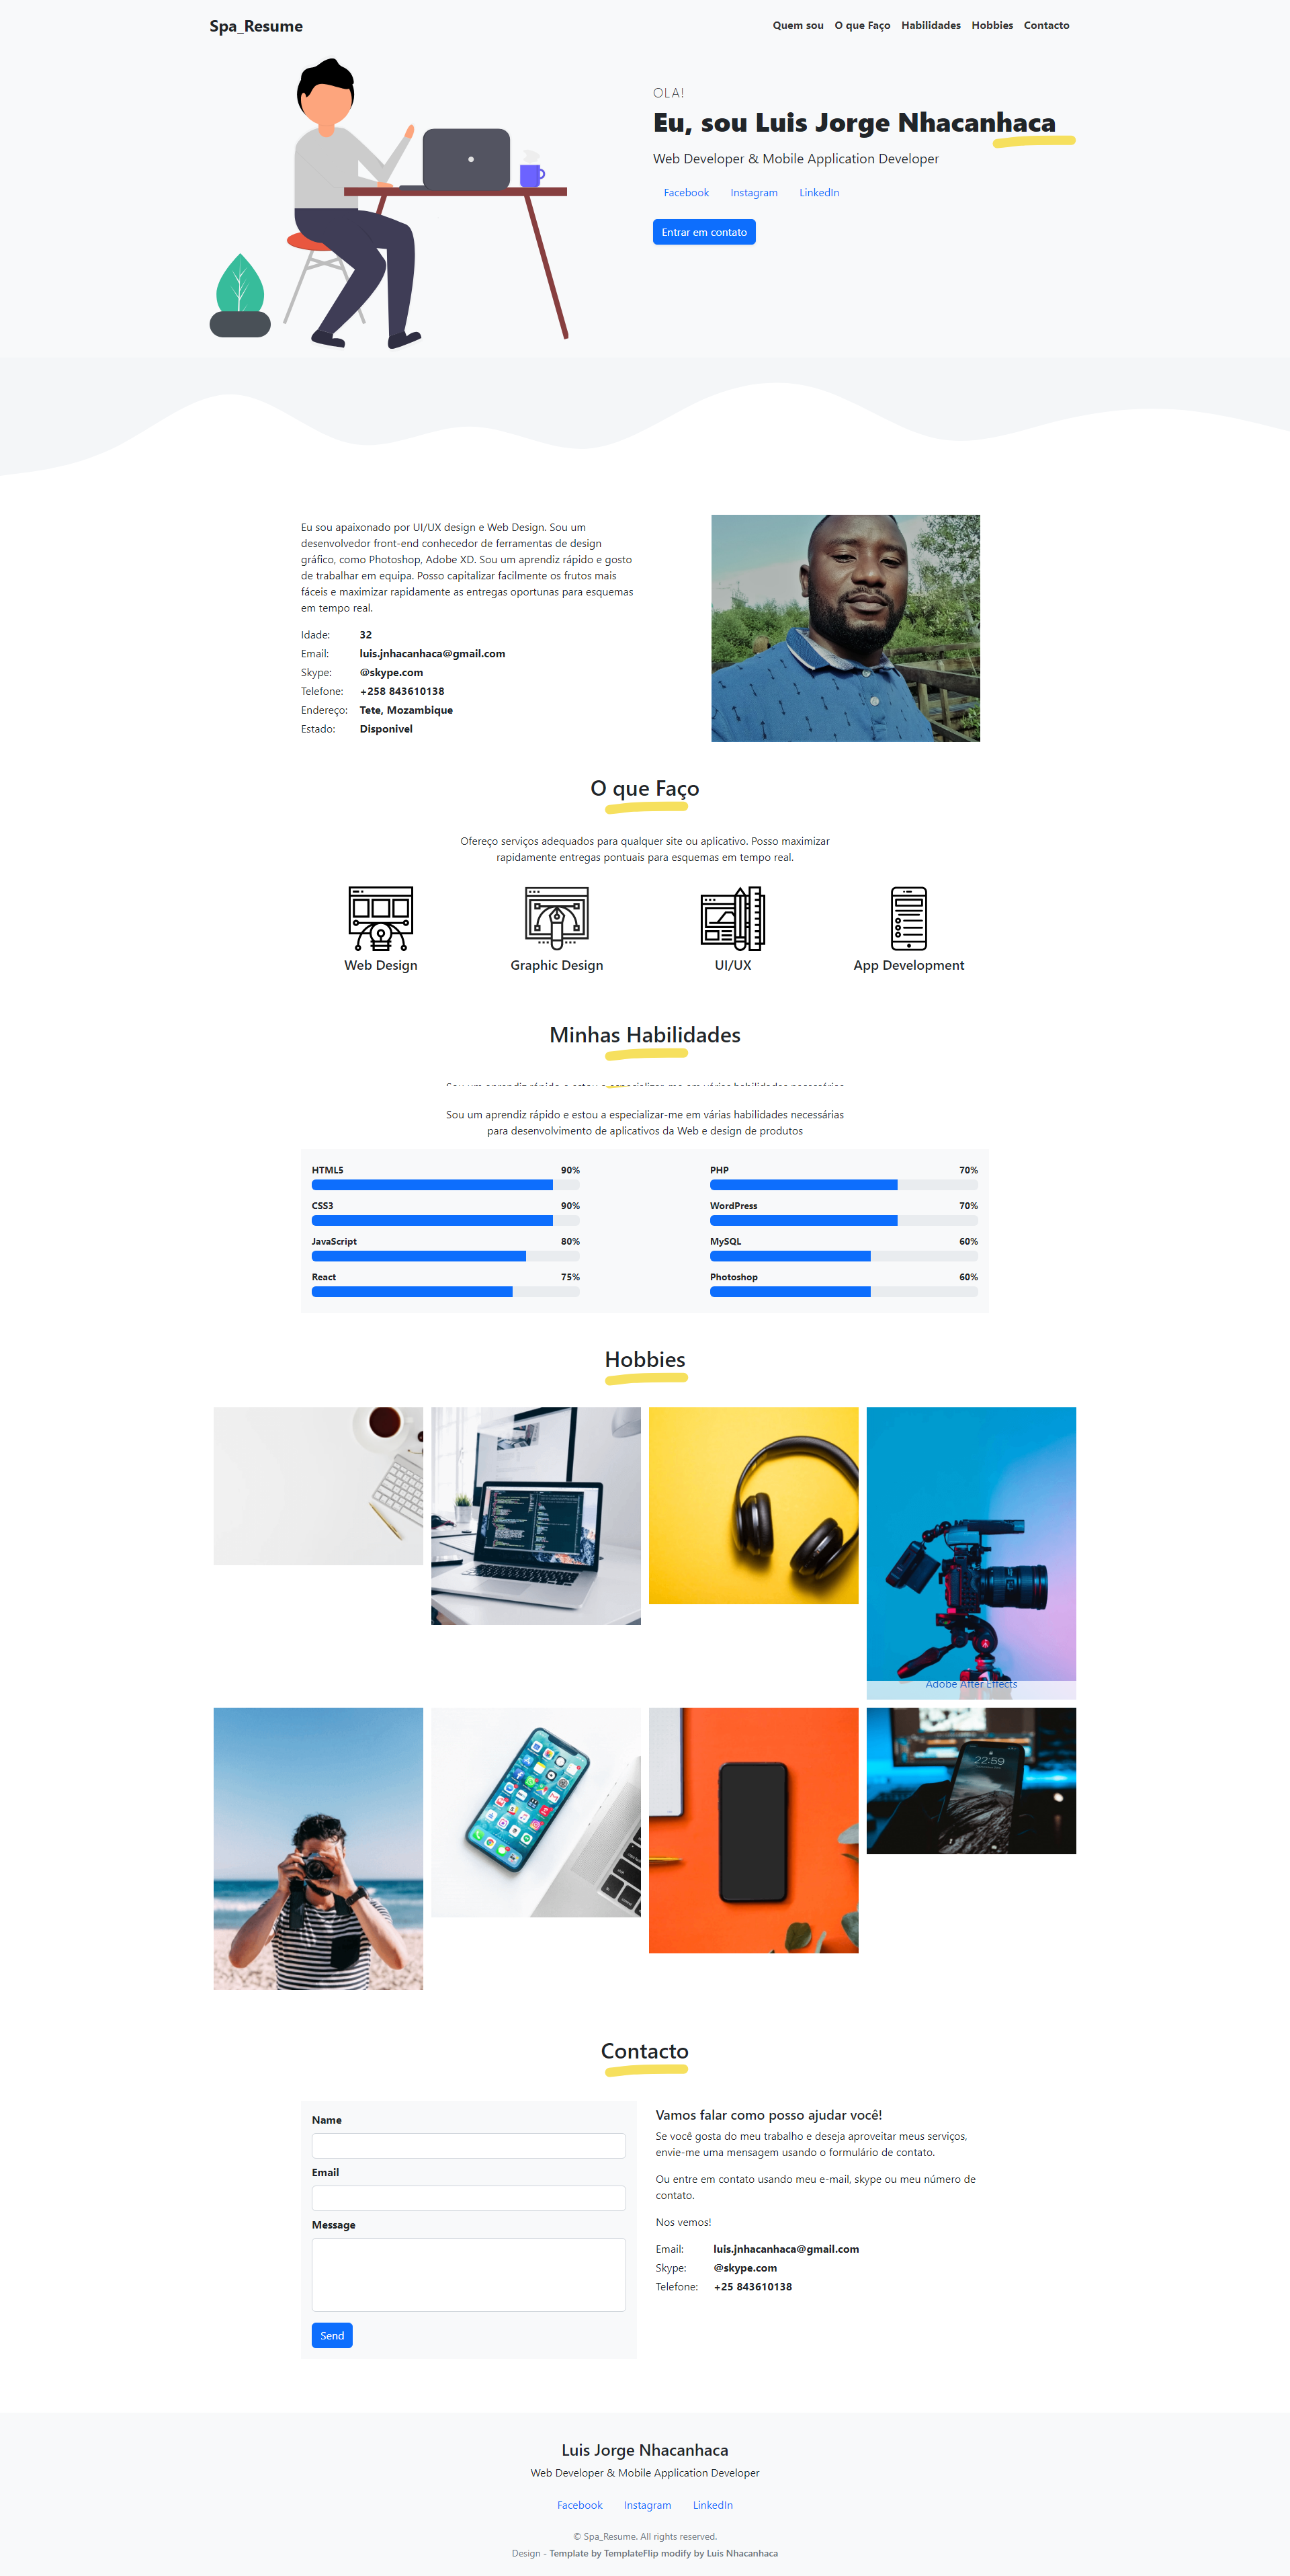 Spa_Resume
Quem sou O que Faço Habilidades Hobbies Contacto
OLA!
Eu, sou Luis Jorge Nhacanhaca
Web Developer & Mobile Application Developer
Facebook Instagram LinkedIn
Entrar em contato
Eu sou apaixonado por UI/UX design e Web Design. Sou um
desenvolvedor front-end conhecedor de ferramentas de design
gráfico, como Photoshop, Adobe XD. Sou um aprendiz rápido e gosto
de trabalhar em equipa. Posso capitalizar facilmente os frutos mais
fáceis e maximizar rapidamente as entregas oportunas para esquemas
em tempo real.
Idade: 32
Email: luis.jnhacanhaca@gmail.com
Skype: @skype.com
Telefone: +258 843610138
Endereço: Tete, Mozambique
Estado: Disponivel
O que Faço
Ofereço serviços adequados para qualquer site ou aplicativo. Posso maximizar
rapidamente entregas pontuais para esquemas em tempo real.
Web Design
Graphic Design
UI/UX
App Development
Minhas Habilidades
Sou um aprendiz rápido e estou a especializar-me em várias habilidades necessárias
Sou um aprendiz rápido e estou a especializar-me em várias habilidades necessárias
para desenvolvimento de aplicativos da Web e design de produtos
HTML5 90%
CSS3 90%
JavaScript 80%
React 75%
PHP 70%
WordPress 70%
MySQL 60%
Photoshop 60%
Hobbies
Adobe After Effects
22:59
Contacto
Name
Email
Message
Send
Vamos falar como posso ajudar você!
Se você gosta do meu trabalho e deseja aproveitar meus serviços,
envie-me uma mensagem usando o formulário de contato.
Ou entre em contato usando meu e-mail, skype ou meu número de
contato.
Nos vemos!
Email: luis.jnhacanhaca@gmail.com
Skype: @skype.com
Telefone: +25 843610138
Luis Jorge Nhacanhaca
Web Developer & Mobile Application Developer
Facebook Instagram LinkedIn
© Spa_Resume. All rights reserved.
Design - Template by TemplateFlip modify by Luis Nhacanhaca